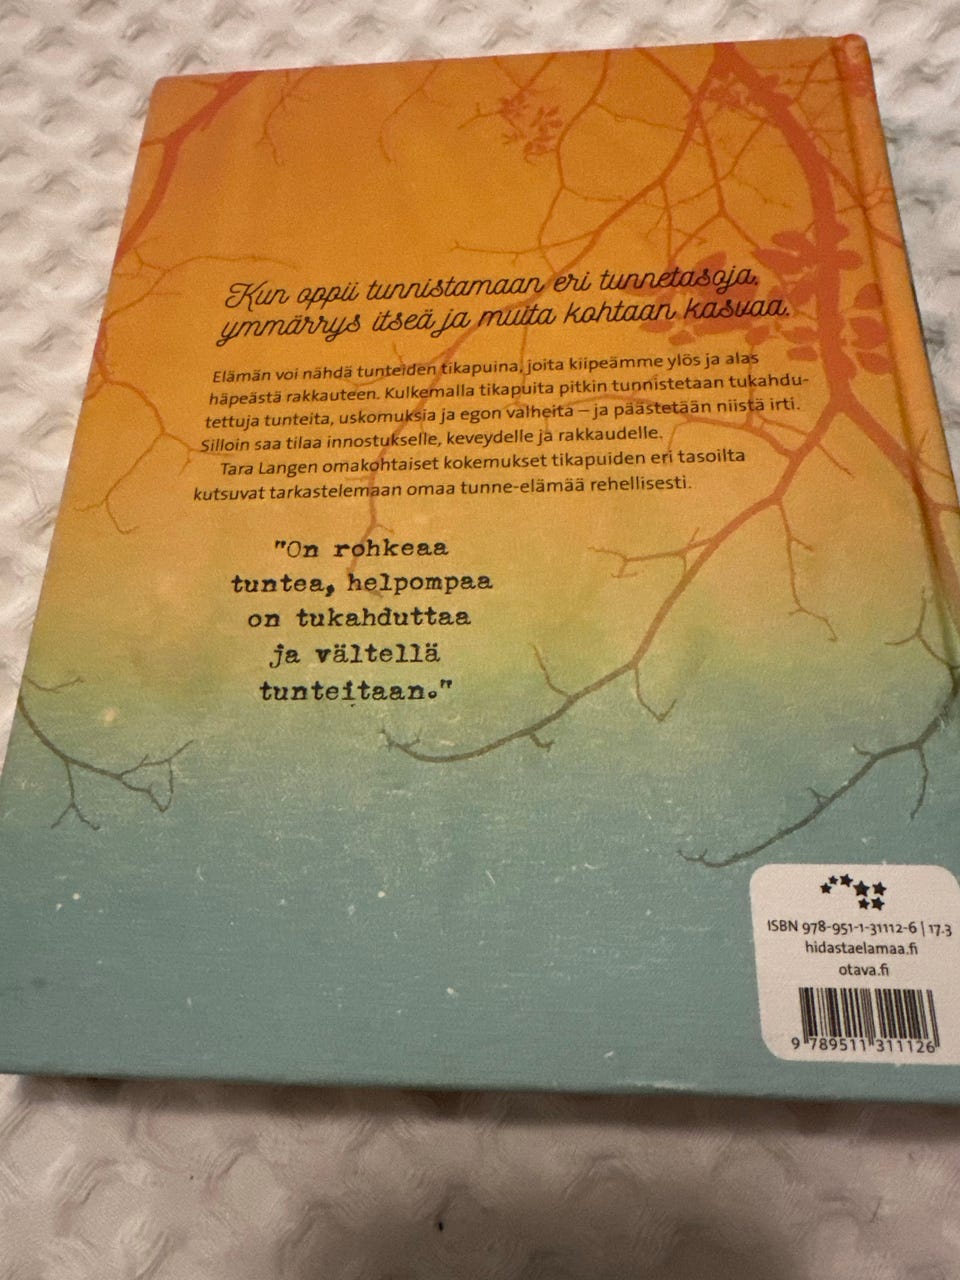 Kun oppii tunnistamaan eri tunnetasoja,
ymmärrys itseä ja muita kohtaan kasvaa.
Elämän voi nähdä tunteiden tikapuina, joita kiipeämme ylös ja alas
häpeästä rakkauteen. Kulkemalla tikapuita pitkin tunnistetaan tukahdu-
tettuja tunteita, uskomuksia ja egon valheita – ja päästetään niistä irti.
Silloin saa tilaa innostukselle, keveydelle ja rakkaudelle.
Tara Langen omakohtaiset kokemukset tikapuiden eri tasoilta
kutsuvat tarkastelemaan omaa tunne-elämää rehellisesti.
"On rohkeaa
tuntea, helpompaa
on tukahduttaa
ja vältellä
tunteitaan."
ISBN 978-951-1-31112-6 | 17.3
hidastaelamaa.fi
otava.fi
9 789511 311126